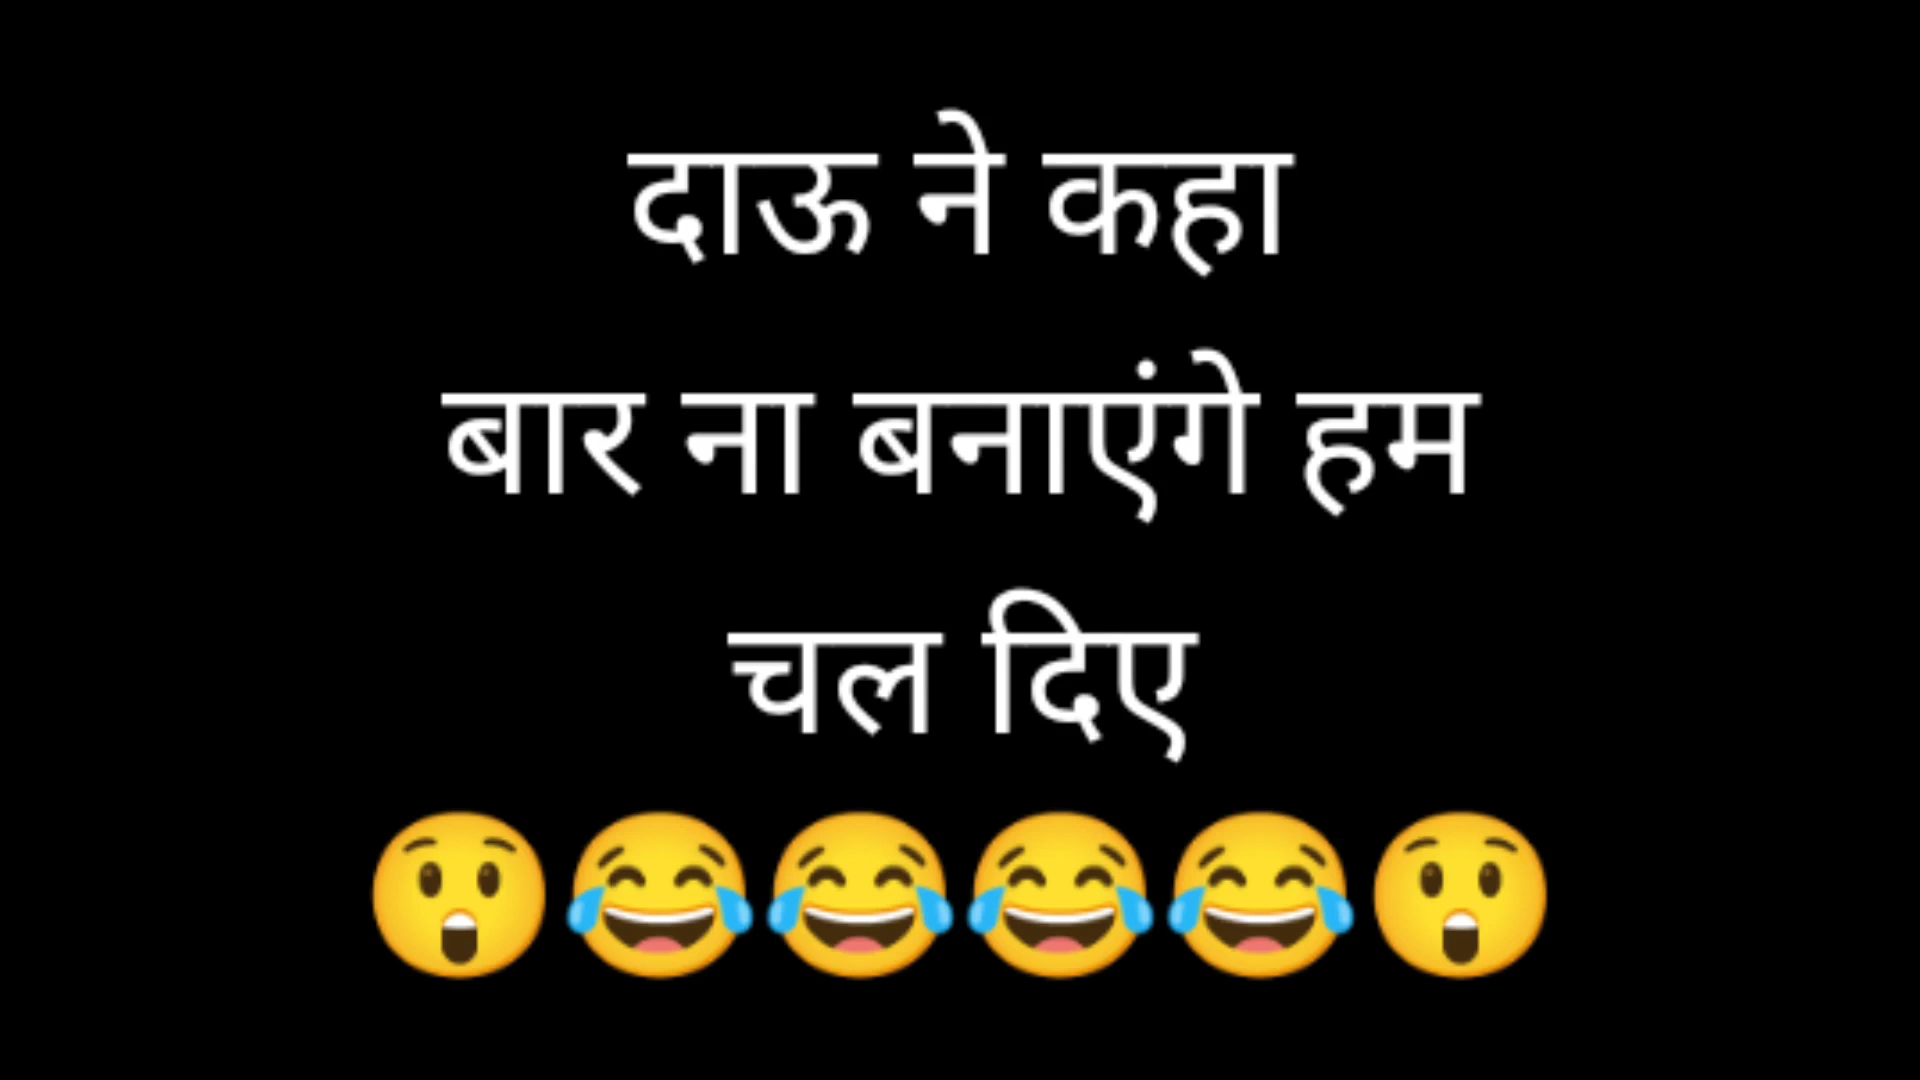 दाऊ ने कहा
बार ना बनाएंगे हम
चल दिए
😲😂😂😂😂😲